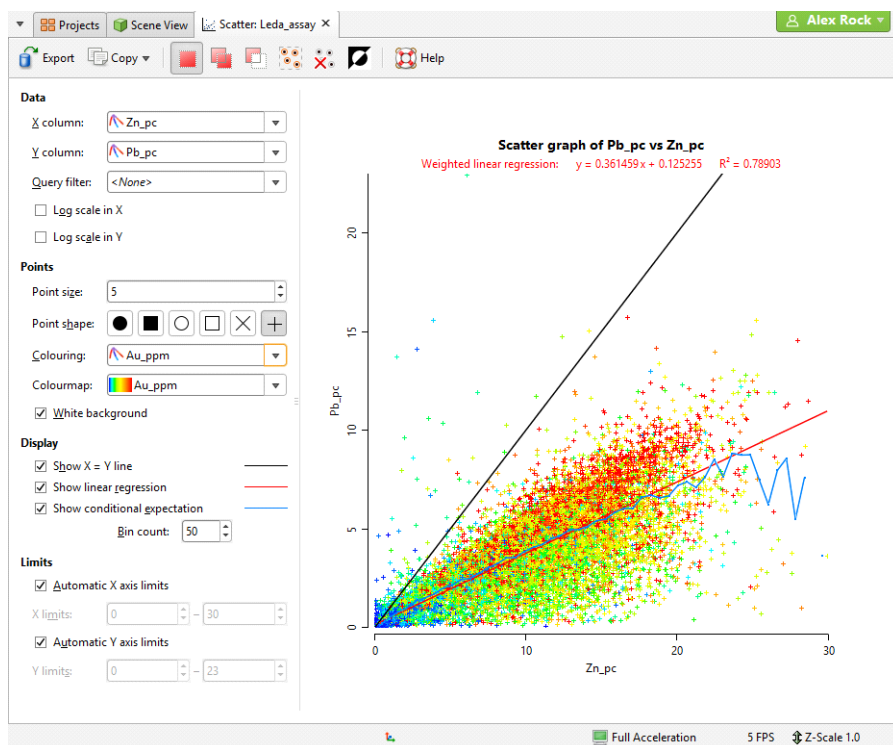 Projects Scene View Scatter: Leda_assay × Alex Rock
Export Copy Help
Data
X column: Zn_pc
Y column: Pb_pc
Query filter: <None>
Log scale in X
Log scale in Y
Points
Point size: 5
Point shape:
Colouring: Au_ppm
Colourmap: Au_ppm
White background
Display
Show X = Y line
Show linear regression
Show conditional expectation
Bin count: 50
Limits
Automatic X axis limits
X limits: 0 – 30
Automatic Y axis limits
Y limits: 0 – 23
Scatter graph of Pb_pc vs Zn_pc
Weighted linear regression: y = 0.361459x + 0.125255 R² = 0.78903
20
15
10
5
0
Pb_pc
0 10 20 30
Zn_pc
Full Acceleration 5 FPS Z-Scale 1.0